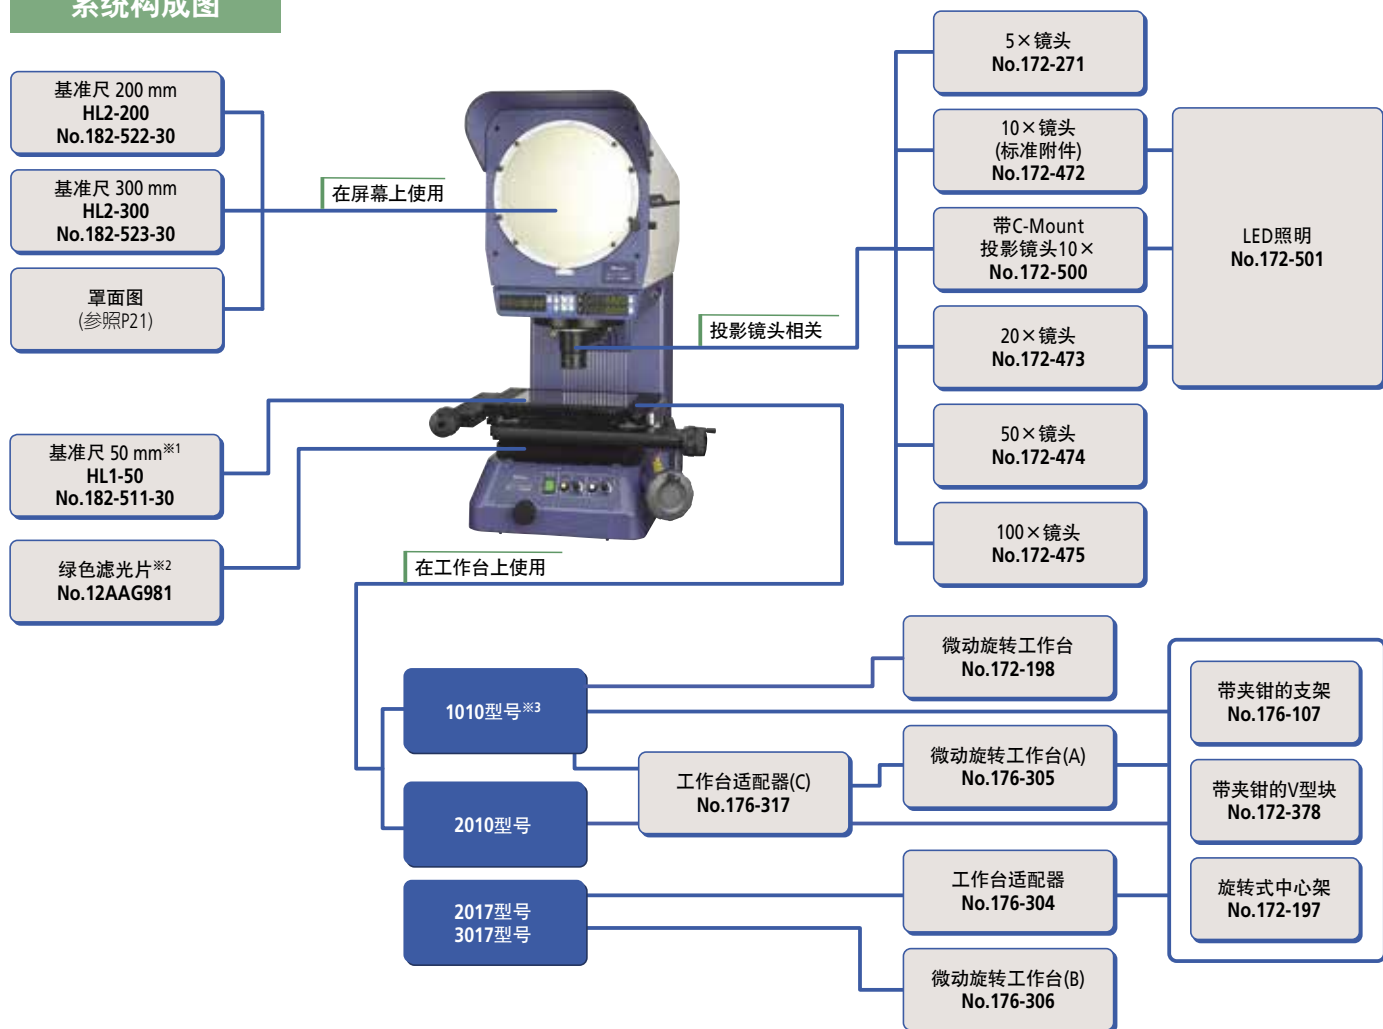 系统构成图
基准尺 200 mm
HL2-200
No.182-522-30
基准尺 300 mm
HL2-300
No.182-523-30
罩面图
(参照P21)
在屏幕上使用
基准尺 50 mm※1
HL1-50
No.182-511-30
绿色滤光片※2
No.12AAG981
投影镜头相关
5×镜头
No.172-271
10×镜头
(标准附件)
No.172-472
带C-Mount
投影镜头10×
No.172-500
20×镜头
No.172-473
50×镜头
No.172-474
100×镜头
No.172-475
LED照明
No.172-501
在工作台上使用
1010型号※3
2010型号
2017型号
3017型号
工作台适配器(C)
No.176-317
微动旋转工作台
No.172-198
微动旋转工作台(A)
No.176-305
工作台适配器
No.176-304
微动旋转工作台(B)
No.176-306
带夹钳的支架
No.176-107
带夹钳的V型块
No.172-378
旋转式中心架
No.172-197